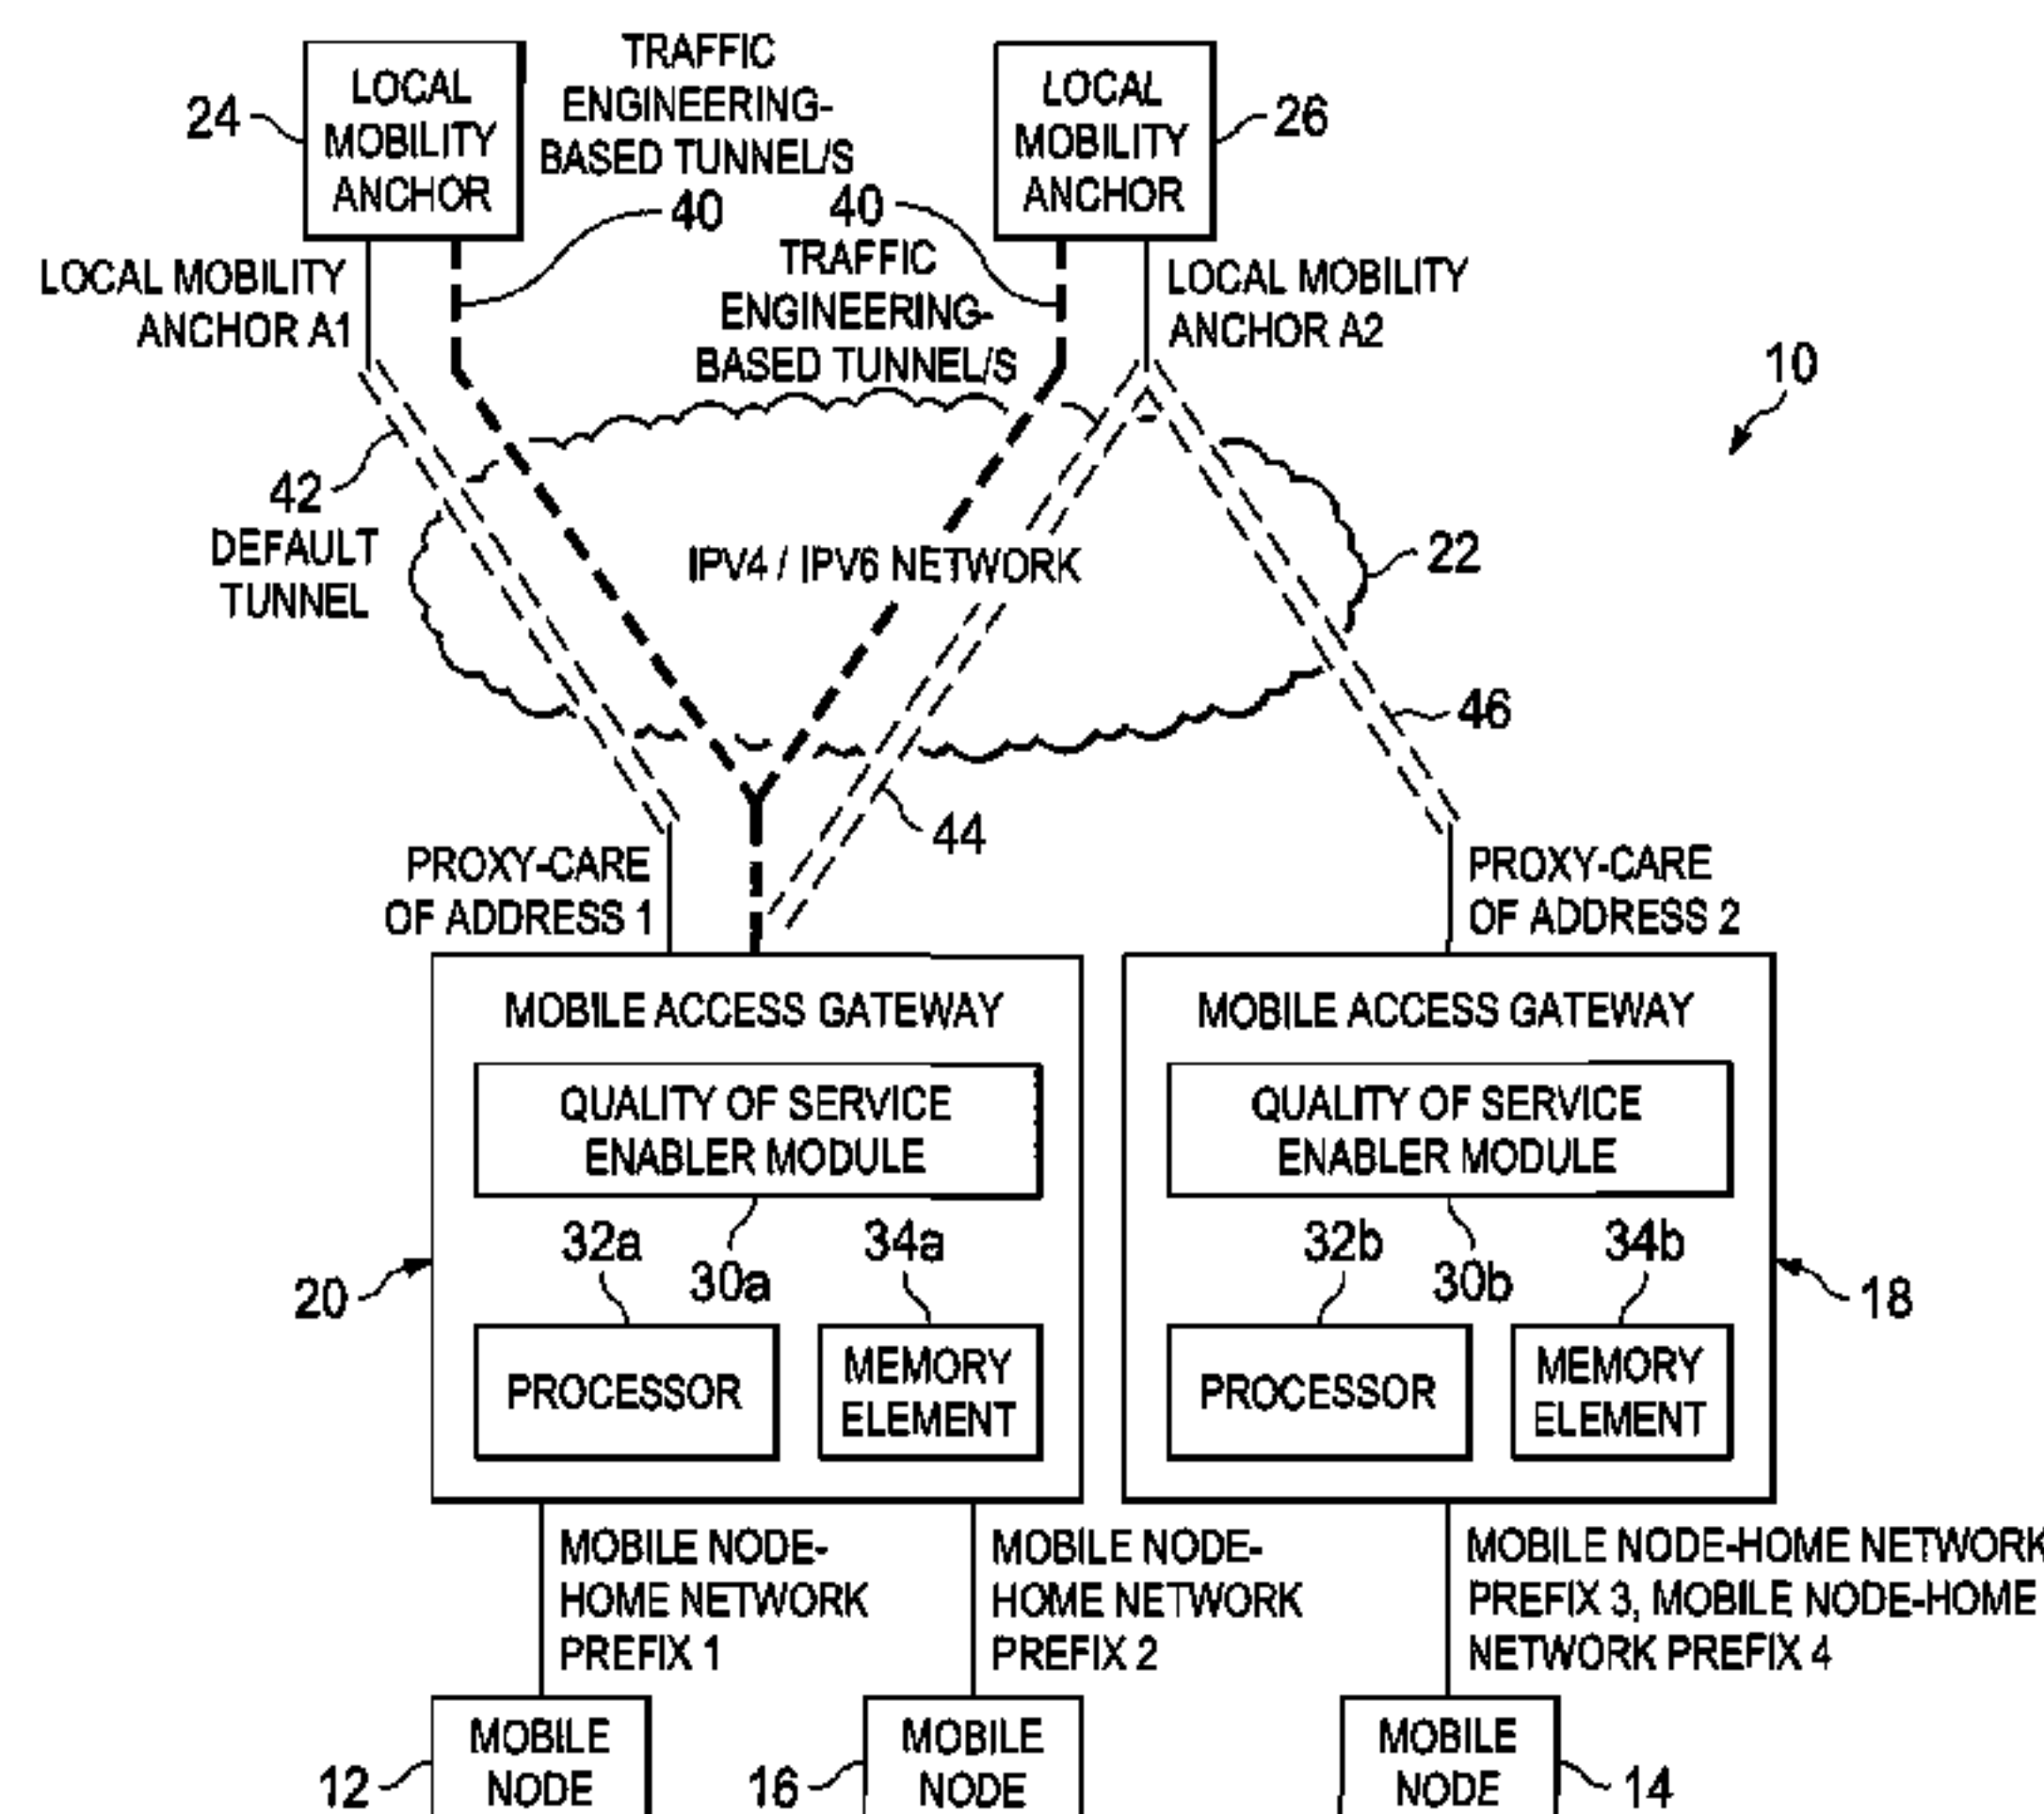 24
LOCAL
MOBILITY
ANCHOR
TRAFFIC
ENGINEERING-
BASED TUNNEL/S
40
40
LOCAL
MOBILITY
ANCHOR
26
LOCAL MOBILITY
ANCHOR A1
TRAFFIC
ENGINEERING-
BASED TUNNEL/S
LOCAL MOBILITY
ANCHOR A2
10
42
DEFAULT
TUNNEL
IPV4 / IPV6 NETWORK
22
46
44
PROXY-CARE
OF ADDRESS 1
PROXY-CARE
OF ADDRESS 2
MOBILE ACCESS GATEWAY
QUALITY OF SERVICE
ENABLER MODULE
32a
30a
34a
20
PROCESSOR
MEMORY
ELEMENT
MOBILE ACCESS GATEWAY
QUALITY OF SERVICE
ENABLER MODULE
32b
30b
34b
18
PROCESSOR
MEMORY
ELEMENT
MOBILE NODE-
HOME NETWORK
PREFIX 1
MOBILE NODE-
HOME NETWORK
PREFIX 2
MOBILE NODE-HOME NETWORK
PREFIX 3, MOBILE NODE-HOME
NETWORK PREFIX 4
12
MOBILE
NODE
16
MOBILE
NODE
MOBILE
NODE
14